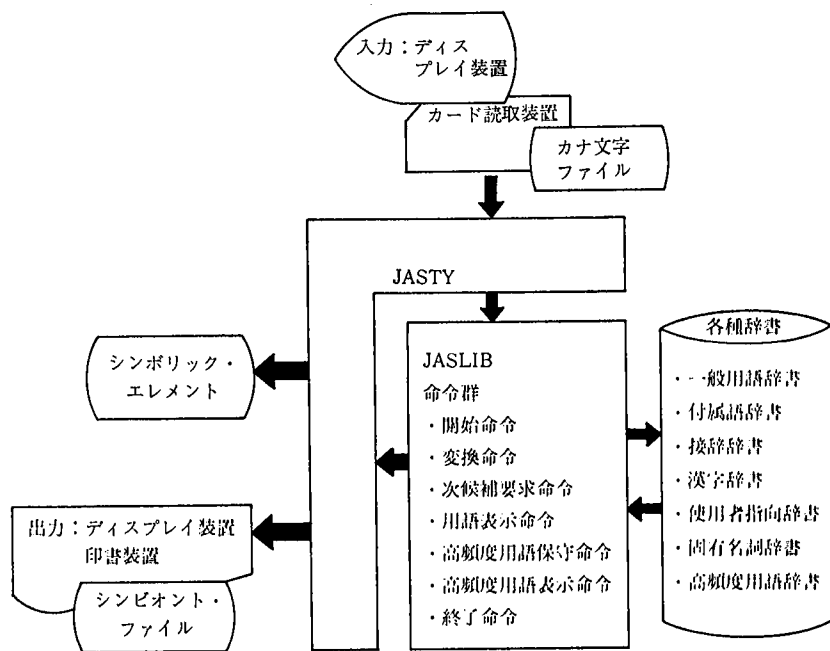 入力：ディス
プレイ装置
カード読取装置
カナ文字
ファイル
JASTY
シンボリック・
エレメント
JASLIB
命令群
・開始命令
・変換命令
・次候補要求命令
・用語表示命令
・高頻度用語保守命令
・高頻度用語表示命令
・終了命令
各種辞書
・一般用語辞書
・付属語辞書
・接辞辞書
・漢字辞書
・使用者指向辞書
・固有名詞辞書
・高頻度用語辞書
出力：ディスプレイ装置
印書装置
シンビオント・
ファイル